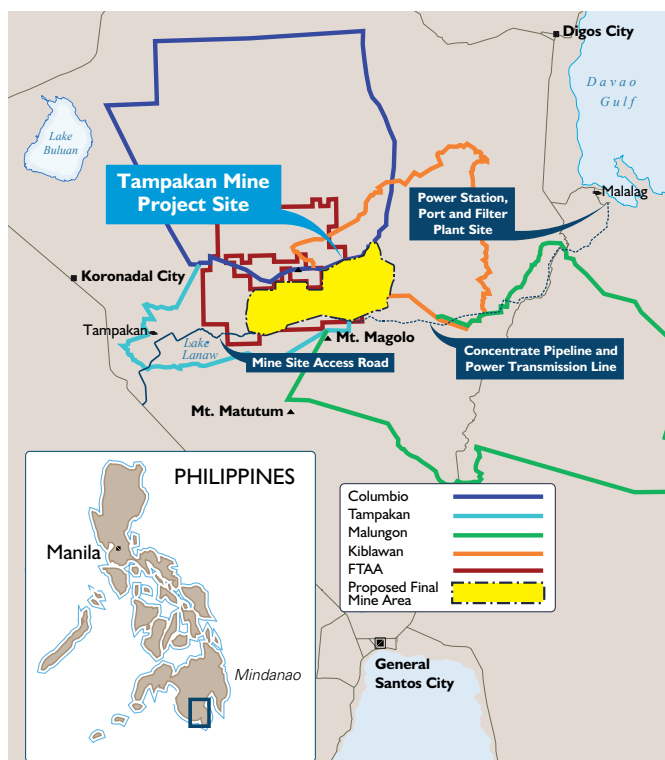 Digos City
Davao
Gulf
Lake
Buluan
Tampakan Mine
Project Site
Power Station,
Port and Filter
Plant Site
Malalag
Koronadal City
Tampakan
Lake
Lanaw
Mt. Magolo
Mine Site Access Road
Concentrate Pipeline and
Power Transmission Line
Mt. Matutum
PHILIPPINES
Manila
Mindanao
Columbio
Tampakan
Malungon
Kiblawan
FTAA
Proposed Final
Mine Area
General
Santos City